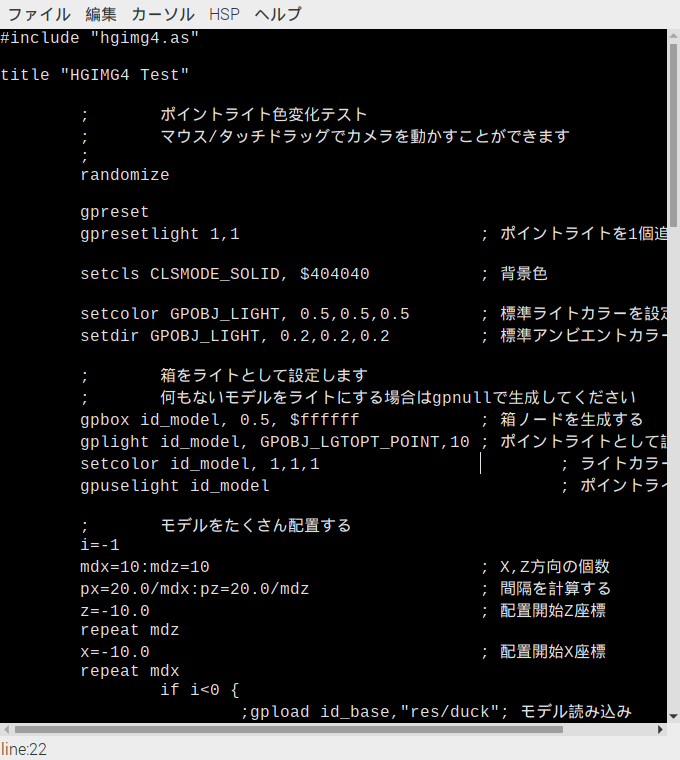 ファイル 編集 カーソル HSP ヘルプ
#include "hgimg4.as"
title "HGIMG4 Test"
; ポイントライト色変化テスト
; マウス/タッチドラッグでカメラを動かすことができます
;
randomize
gpreset
gpresetlight 1,1 ; ポイントライトを1個追
setcls CLSMODE_SOLID, $404040 ; 背景色
setcolor GPOBJ_LIGHT, 0.5,0.5,0.5 ; 標準ライトカラーを設定
setdir GPOBJ_LIGHT, 0.2,0.2,0.2 ; 標準アンビエントカラー
; 箱をライトとして設定します
; 何もないモデルをライトにする場合はgpnullで生成してください
gpbox id_model, 0.5, $ffffff ; 箱ノードを生成する
gplight id_model, GPOBJ_LGTOPT_POINT,10 ; ポイントライトとして設
setcolor id_model, 1,1,1 ; ライトカラー
gpuselight id_model ; ポイントライ
; モデルをたくさん配置する
i=-1
mdx=10:mdz=10 ; X,Z方向の個数
px=20.0/mdx:pz=20.0/mdz ; 間隔を計算する
z=-10.0 ; 配置開始Z座標
repeat mdz
x=-10.0 ; 配置開始X座標
repeat mdx
if i<0 {
;gpload id_base,"res/duck"; モデル読み込み
line:22